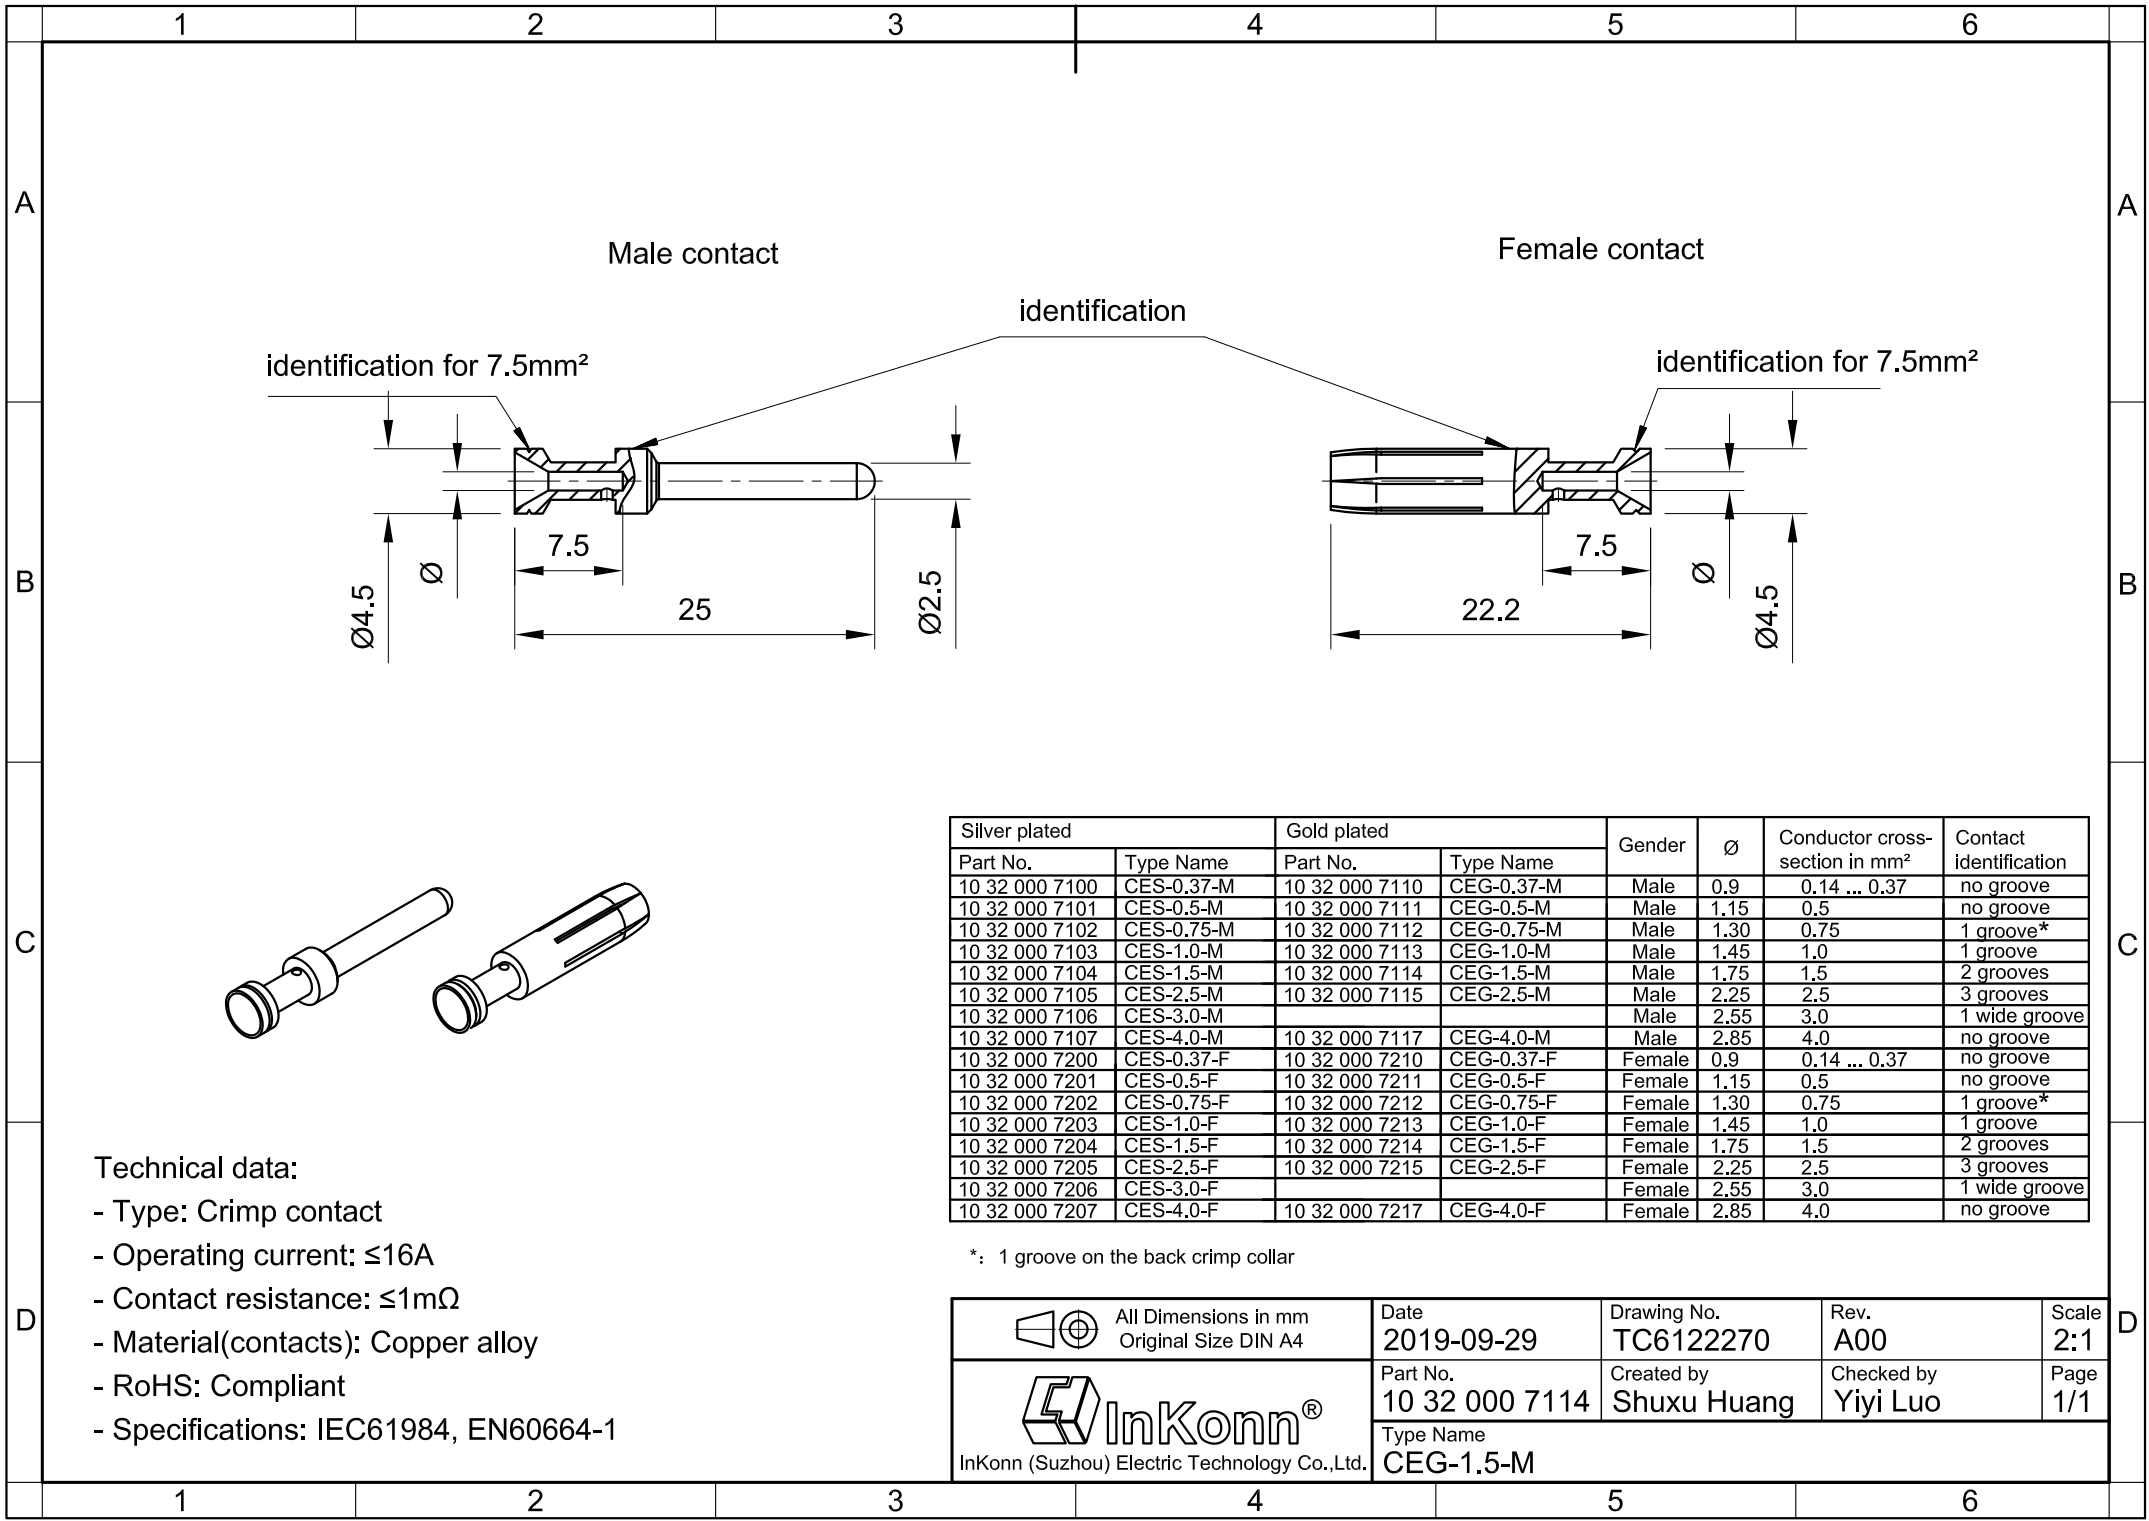 1 2 3 4 5 6
A A
Male contact
Female contact
identification
identification for 7.5mm²
identification for 7.5mm²
7.5
7.5
Ø
Ø
B B
Ø4.5
25
Ø2.5
22.2
Ø4.5
Silver plated Gold plated Gender Ø Conductor cross-section in mm² Contact identification
Part No. Type Name Part No. Type Name
10 32 000 7100 CES-0.37-M 10 32 000 7110 CEG-0.37-M Male 0.9 0.14 ... 0.37 no groove
10 32 000 7101 CES-0.5-M 10 32 000 7111 CEG-0.5-M Male 1.15 0.5 no groove
10 32 000 7102 CES-0.75-M 10 32 000 7112 CEG-0.75-M Male 1.30 0.75 1 groove*
10 32 000 7103 CES-1.0-M 10 32 000 7113 CEG-1.0-M Male 1.45 1.0 1 groove
10 32 000 7104 CES-1.5-M 10 32 000 7114 CEG-1.5-M Male 1.75 1.5 2 grooves
10 32 000 7105 CES-2.5-M 10 32 000 7115 CEG-2.5-M Male 2.25 2.5 3 grooves
10 32 000 7106 CES-3.0-M Male 2.55 3.0 1 wide groove
10 32 000 7107 CES-4.0-M 10 32 000 7117 CEG-4.0-M Male 2.85 4.0 no groove
10 32 000 7200 CES-0.37-F 10 32 000 7210 CEG-0.37-F Female 0.9 0.14 ... 0.37 no groove
10 32 000 7201 CES-0.5-F 10 32 000 7211 CEG-0.5-F Female 1.15 0.5 no groove
10 32 000 7202 CES-0.75-F 10 32 000 7212 CEG-0.75-F Female 1.30 0.75 1 groove*
10 32 000 7203 CES-1.0-F 10 32 000 7213 CEG-1.0-F Female 1.45 1.0 1 groove
10 32 000 7204 CES-1.5-F 10 32 000 7214 CEG-1.5-F Female 1.75 1.5 2 grooves
10 32 000 7205 CES-2.5-F 10 32 000 7215 CEG-2.5-F Female 2.25 2.5 3 grooves
10 32 000 7206 CES-3.0-F Female 2.55 3.0 1 wide groove
10 32 000 7207 CES-4.0-F 10 32 000 7217 CEG-4.0-F Female 2.85 4.0 no groove
C C
*: 1 groove on the back crimp collar
Technical data:
- Type: Crimp contact
- Operating current: ≤16A
- Contact resistance: ≤1mΩ
- Material(contacts): Copper alloy
- RoHS: Compliant
- Specifications: IEC61984, EN60664-1
D D
All Dimensions in mm
Original Size DIN A4
Date
2019-09-29
Drawing No.
TC6122270
Rev.
A00
Scale
2:1
InKonn®
InKonn (Suzhou) Electric Technology Co.,Ltd.
Part No.
10 32 000 7114
Created by
Shuxu Huang
Checked by
Yiyi Luo
Page
1/1
Type Name
CEG-1.5-M
1 2 3 4 5 6